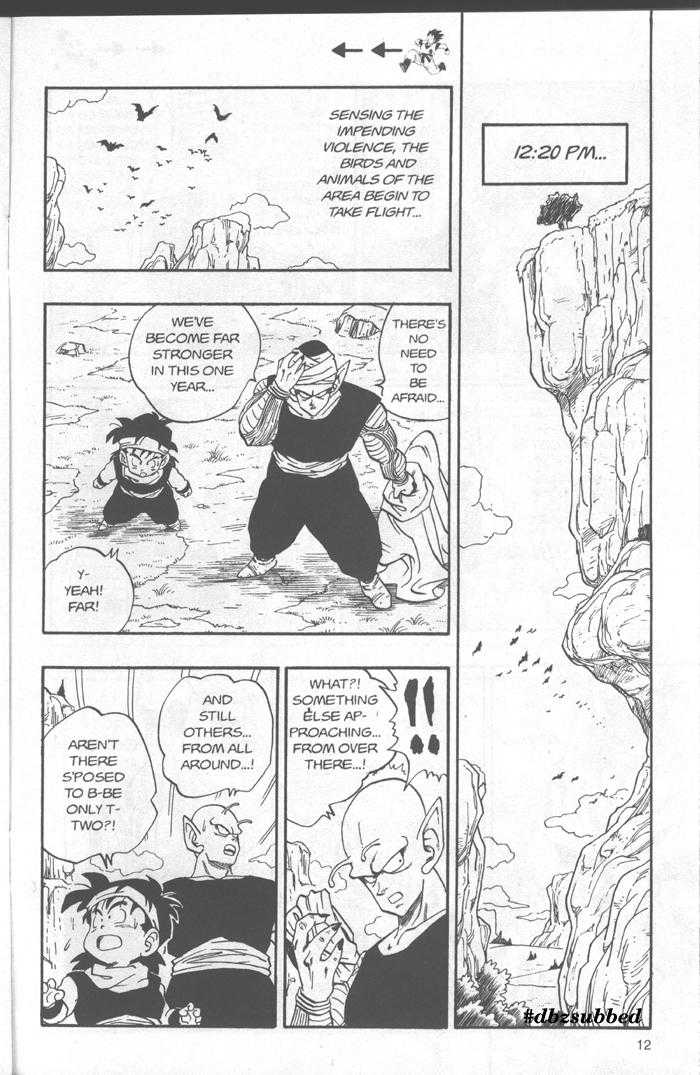 12:20 PM...
SENSING THE
IMPENDING
VIOLENCE, THE
BIRDS AND
ANIMALS OF THE
AREA BEGIN TO
TAKE FLIGHT...
THERE'S
NO
NEED
TO
BE
AFRAID...
WE'VE
BECOME FAR
STRONGER
IN THIS ONE
YEAR...
Y-
YEAH!
FAR!
!!
WHAT?!
SOMETHING
ELSE AP-
PROACHING...
FROM OVER
THERE...!
AND
STILL
OTHERS...
FROM ALL
AROUND...!
AREN'T
THERE
S'POSED
TO B-BE
ONLY T-
TWO?!
#dbzsubbed
12